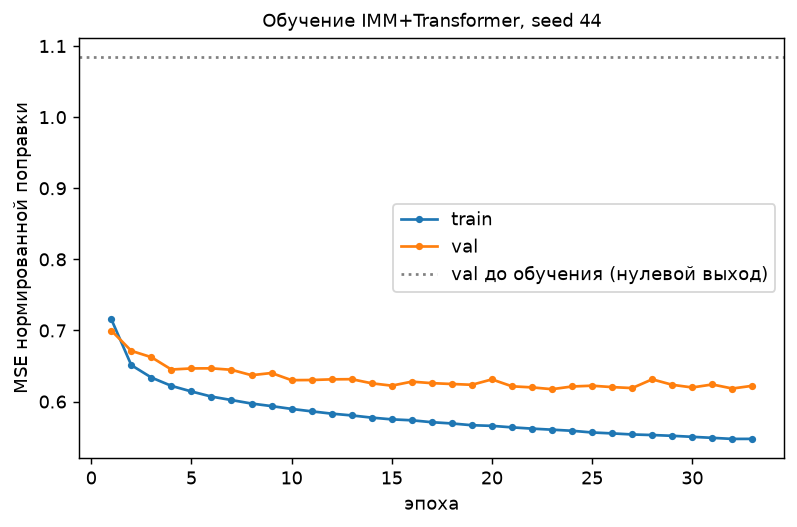 Обучение IMM+Transformer, seed 44
MSE нормированной поправки
1.1
1.0
0.9
0.8
0.7
0.6
train
val
val до обучения (нулевой выход)
0 5 10 15 20 25 30
эпоха